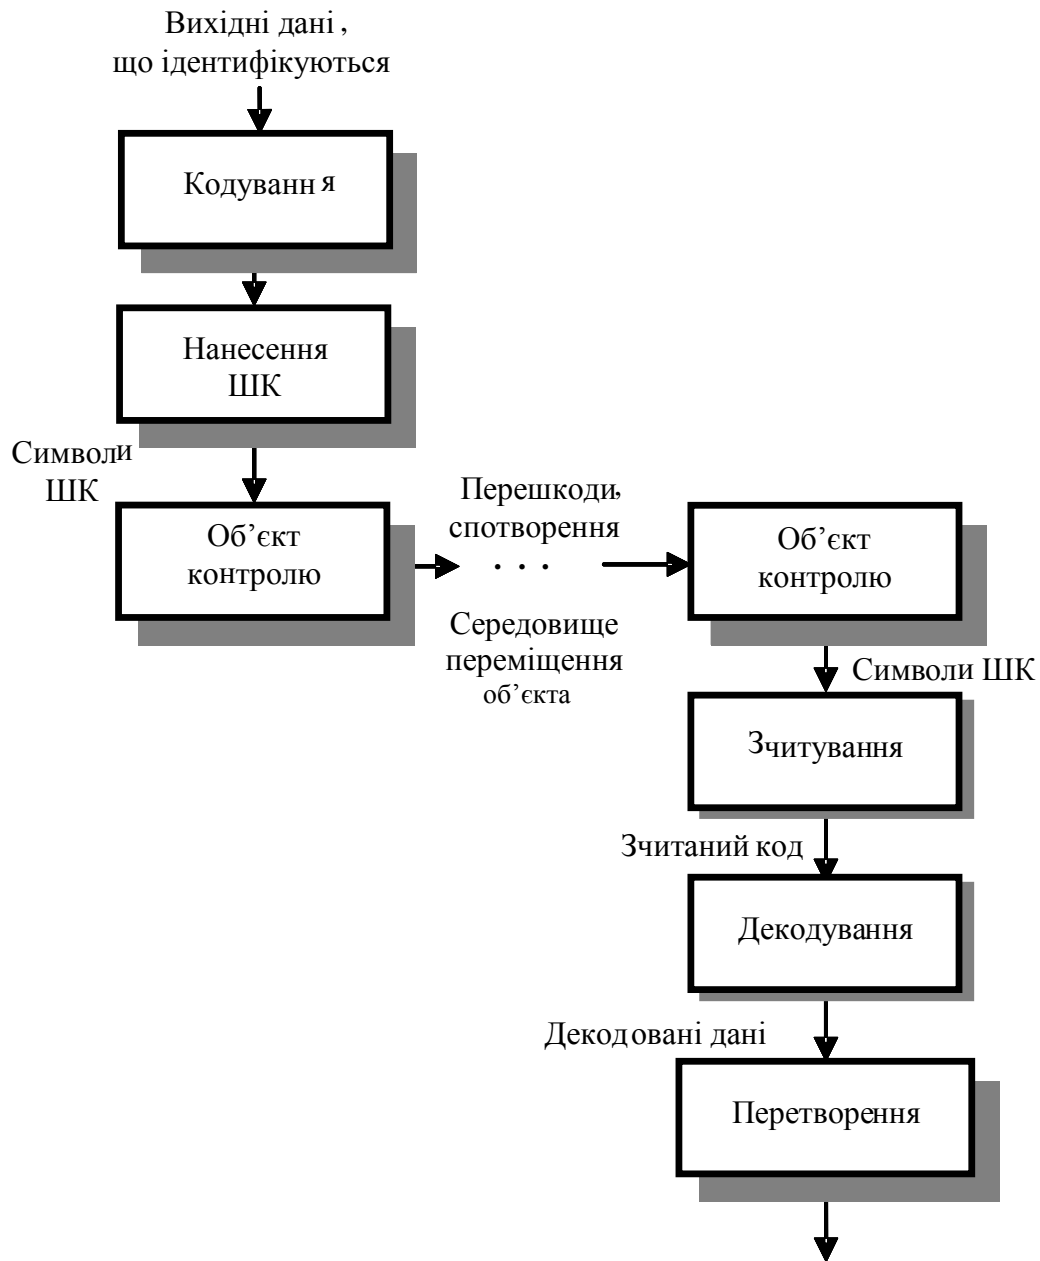 Вихідні дані,
що ідентифікуються
Кодування
Нанесення
ШК
Символи
ШК
Об’єкт
контролю
Перешкоди,
спотворення
. . .
Середовище
переміщення
об’єкта
Об’єкт
контролю
Символи ШК
Зчитування
Зчитаний код
Декодування
Декодовані дані
Перетворення